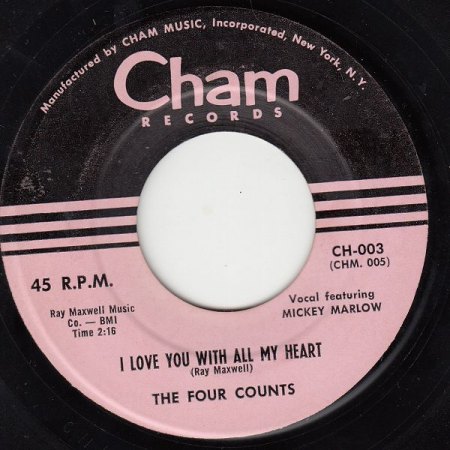 Manufactured by CHAM MUSIC, Incorporated, New York, N.Y.
Cham
RECORDS
45 R.P.M.
CH-003
(CHM. 005)
Ray Maxwell Music
Co. — BMI
Time 2:16
Vocal featuring
MICKEY MARLOW
I LOVE YOU WITH ALL MY HEART
(Ray Maxwell)
THE FOUR COUNTS